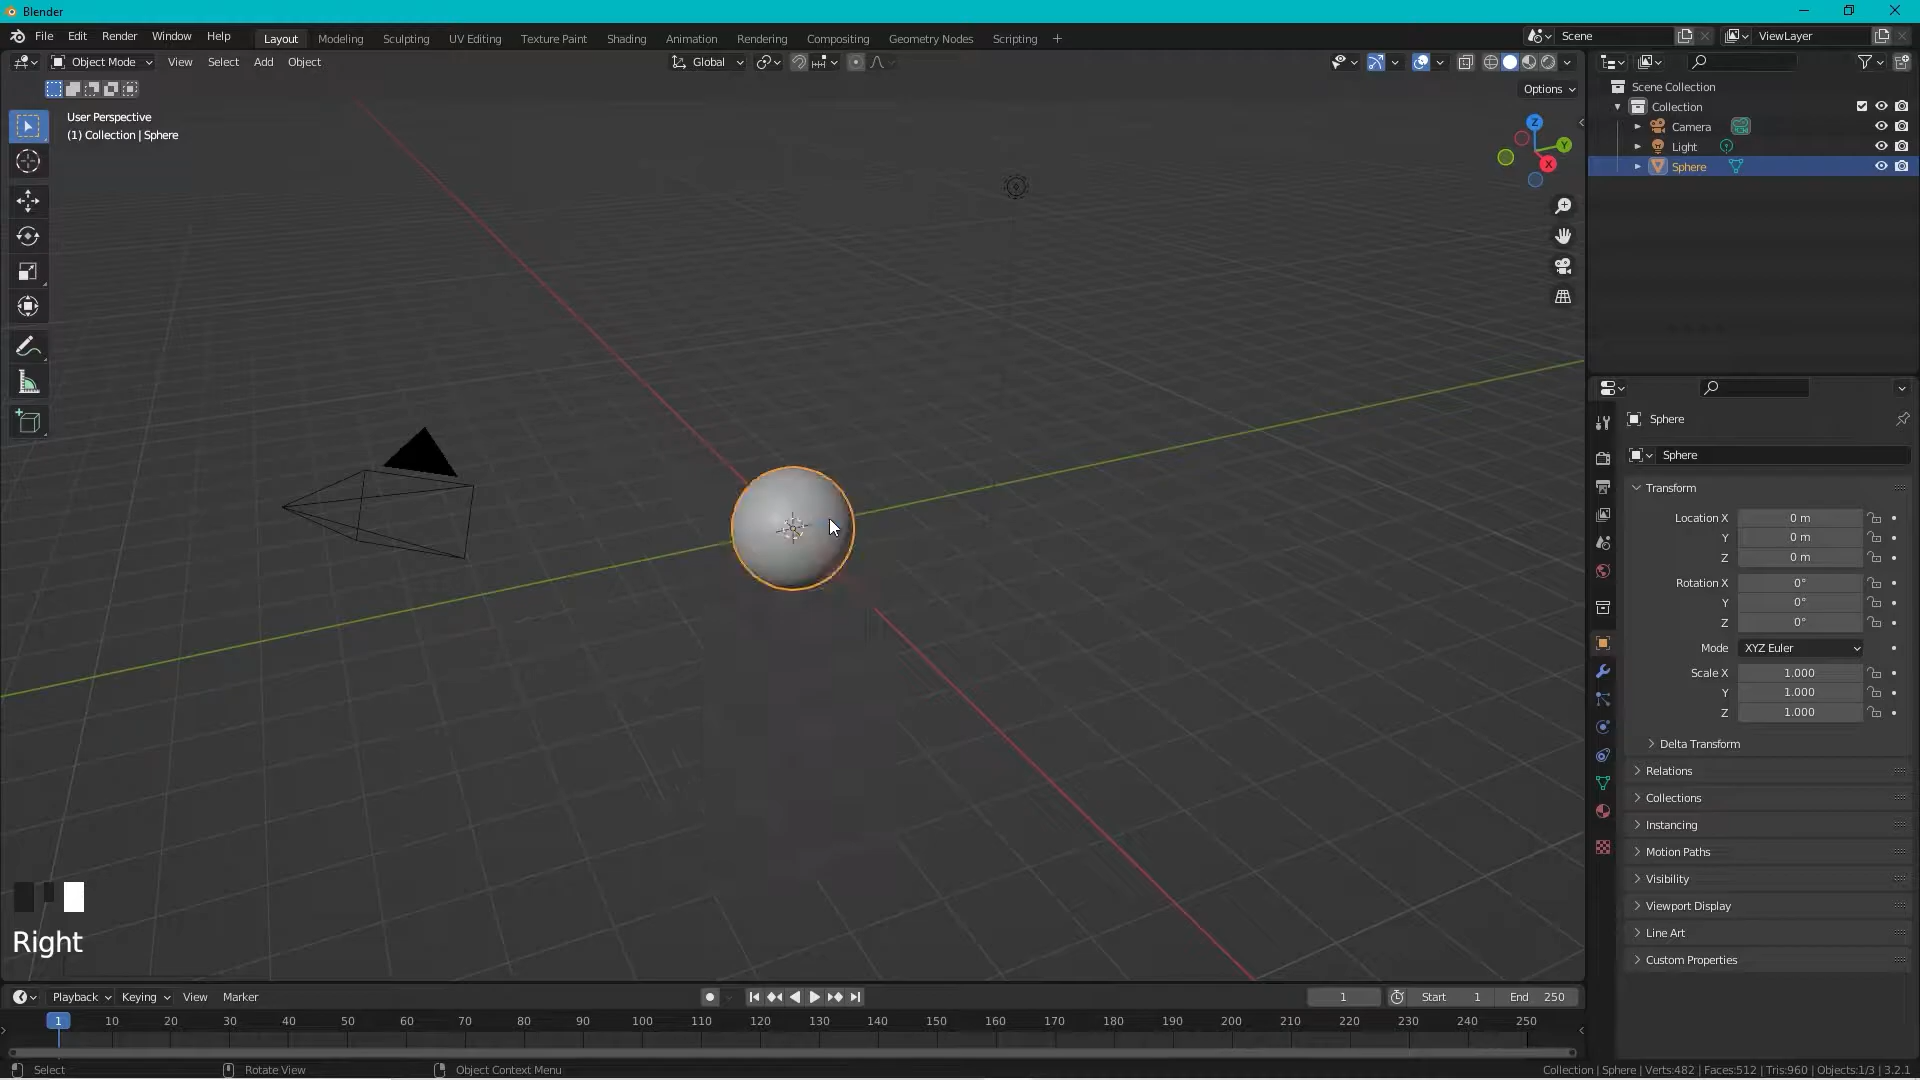 Blender
File Edit Render Window Help Layout Modeling Sculpting UV Editing Texture Paint Shading Animation Rendering Compositing Geometry Nodes Scripting + Scene ViewLayer
Object Mode View Select Add Object Global
Options
User Perspective
(1) Collection | Sphere
Z
Y
X
Scene Collection
Collection
Camera
Light
Sphere
Sphere
Sphere
Transform
Location X 0 m
Y 0 m
Z 0 m
Rotation X 0°
Y 0°
Z 0°
Mode XYZ Euler
Scale X 1.000
Y 1.000
Z 1.000
Delta Transform
Relations
Collections
Instancing
Motion Paths
Visibility
Viewport Display
Line Art
Custom Properties
Right
Playback Keying View Marker 1 Start 1 End 250
1 10 20 30 40 50 60 70 80 90 100 110 120 130 140 150 160 170 180 190 200 210 220 230 240 250
Select Rotate View Object Context Menu Collection | Sphere | Verts:482 | Faces:512 | Tris:960 | Objects:1/3 | 3.2.1